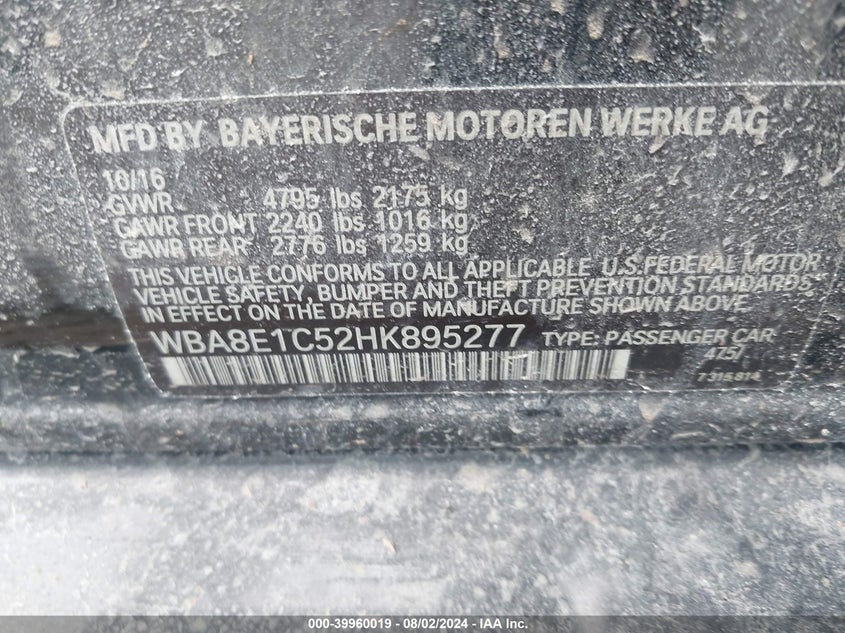 MFD BY BAYERISCHE MOTOREN WERKE AG
10/16
GVWR 4795 lbs 2175 kg
GAWR FRONT 2240 lbs 1016 kg
GAWR REAR 2776 lbs 1259 kg
THIS VEHICLE CONFORMS TO ALL APPLICABLE U.S. FEDERAL MOTOR
VEHICLE SAFETY, BUMPER AND THEFT PREVENTION STANDARDS
IN EFFECT ON THE DATE OF MANUFACTURE SHOWN ABOVE
WBA8E1C52HK895277 TYPE: PASSENGER CAR
475/
000-39960019 - 08/02/2024 - IAA Inc.